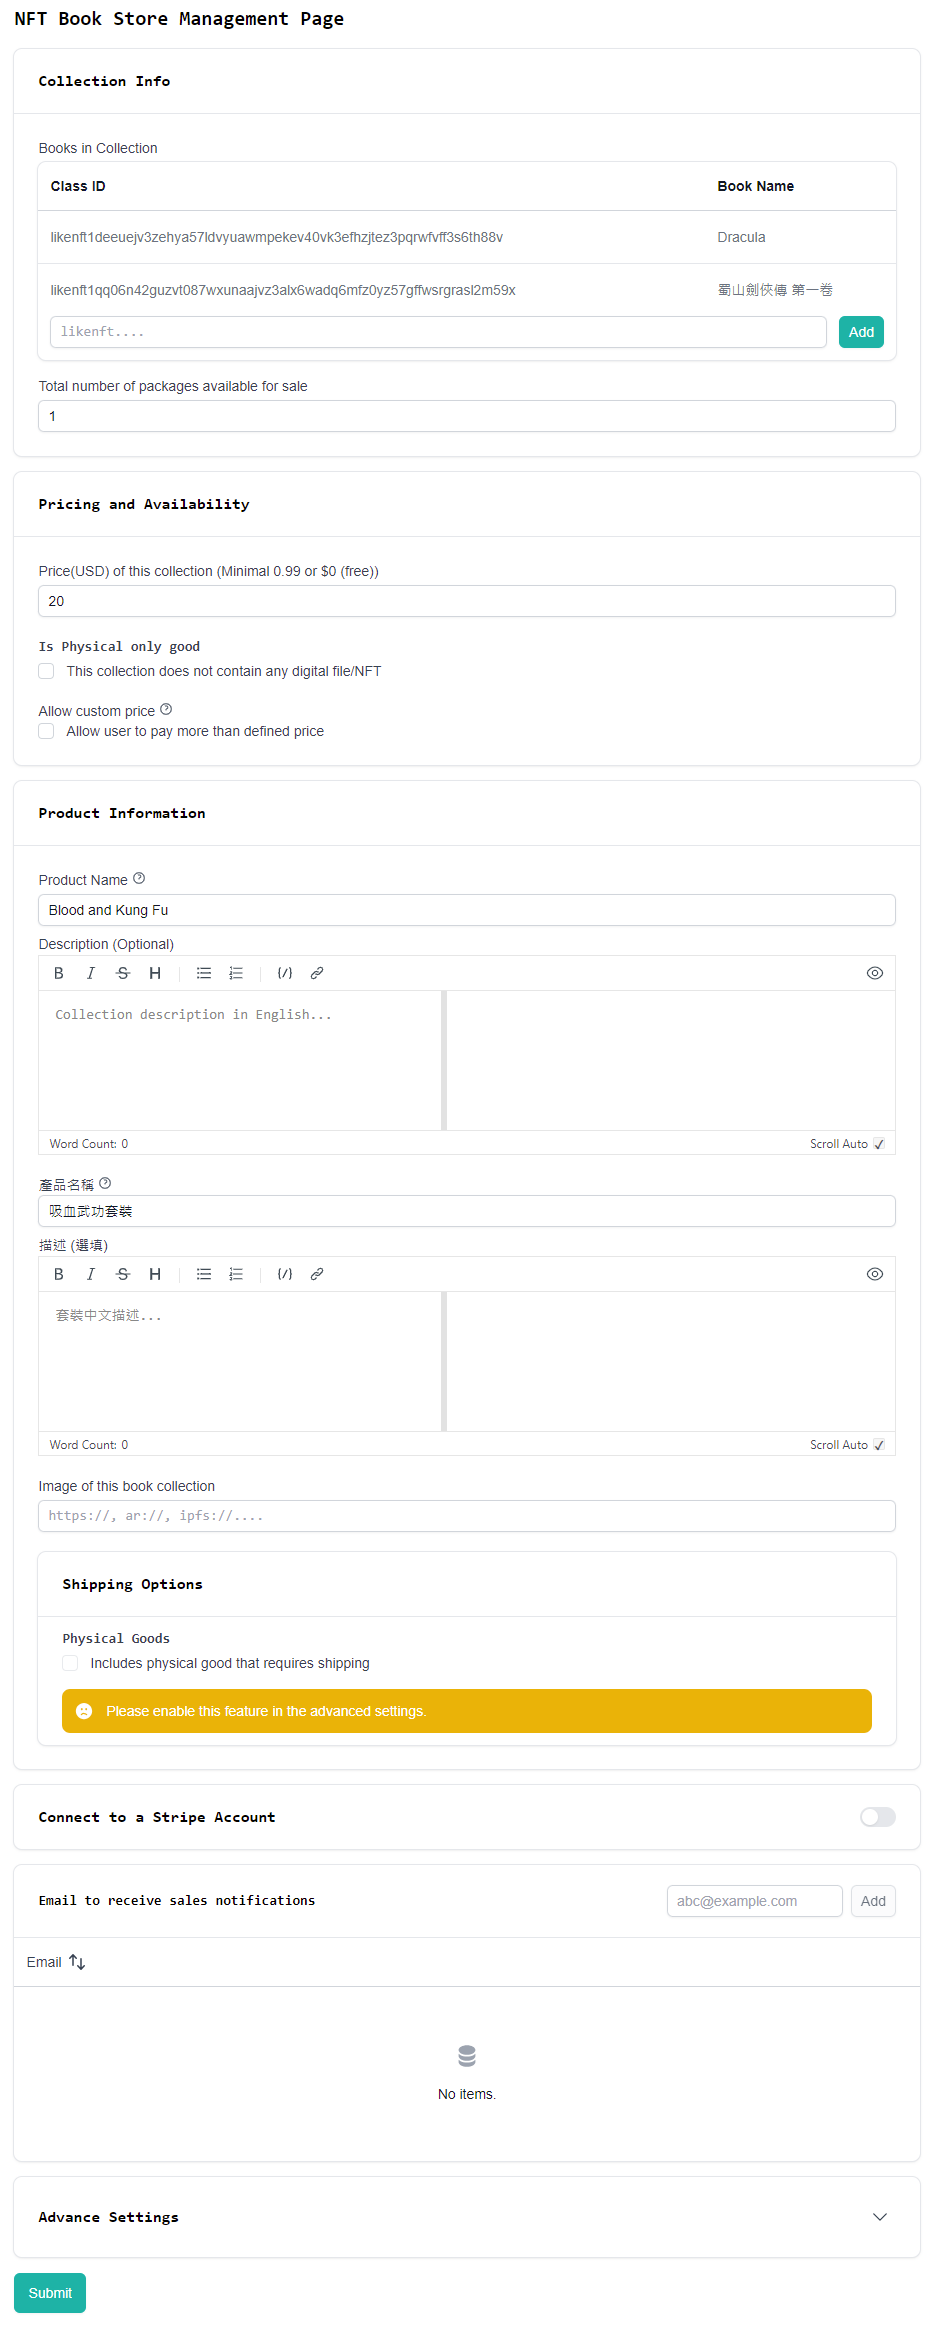 NFT Book Store Management Page
Collection Info
Books in Collection
Class ID Book Name
likenft1deeuejv3zehya57ldvyuawmpekev40vk3efhzjtez3pqrwfvff3s6th88v Dracula
likenft1qq06n42guzvt087wxunaajvz3alx6wadq6mfz0yz57gffwsrgrasl2m59x 蜀山劍俠傳 第一卷
likenft.... Add
Total number of packages available for sale
1
Pricing and Availability
Price(USD) of this collection (Minimal 0.99 or $0 (free))
20
Is Physical only good
This collection does not contain any digital file/NFT
Allow custom price
Allow user to pay more than defined price
Product Information
Product Name
Blood and Kung Fu
Description (Optional)
Collection description in English...
Word Count: 0 Scroll Auto
產品名稱
吸血武功套裝
描述 (選填)
套裝中文描述...
Word Count: 0 Scroll Auto
Image of this book collection
https://, ar://, ipfs://....
Shipping Options
Physical Goods
Includes physical good that requires shipping
Please enable this feature in the advanced settings.
Connect to a Stripe Account
Email to receive sales notifications abc@example.com Add
Email
No items.
Advance Settings
Submit